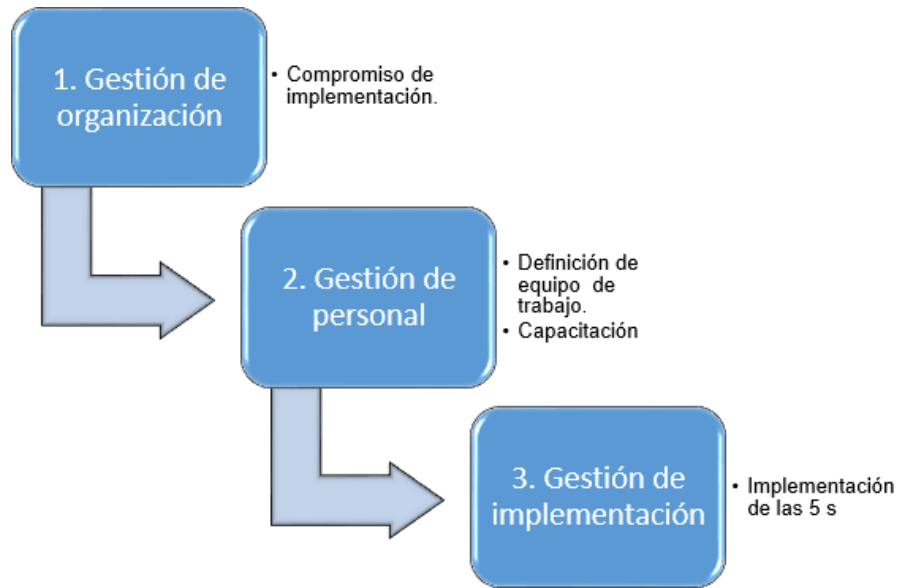 1. Gestión de
organización
• Compromiso de
implementación.
2. Gestión de
personal
• Definición de
equipo de
trabajo.
• Capacitación
3. Gestión de
implementación
• Implementación
de las 5 s